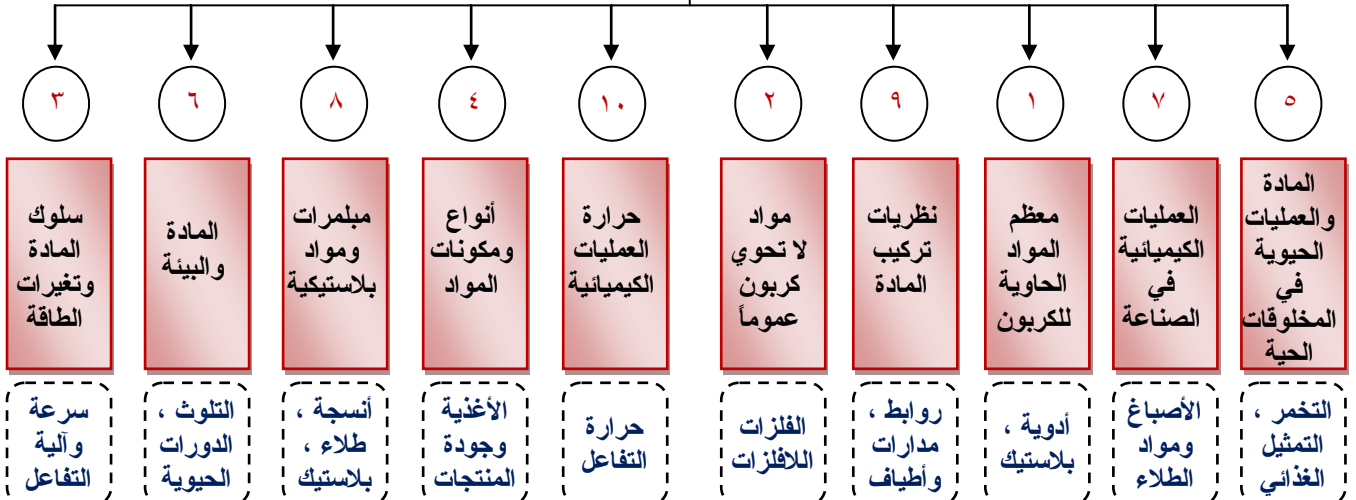 ٥
٧
١
٩
٢
١٠
٤
٨
٦
٣
المادة
والعمليات
الحيوية
في
المخلوقات
الحية
العمليات
الكيميائية
في
الصناعة
معظم
المواد
الحاوية
للكربون
نظريات
تركيب
المادة
مواد
لا تحوي
كربون
عموماً
حرارة
العمليات
الكيميائية
أنواع
ومكونات
المواد
مبلمرات
ومواد
بلاستيكية
المادة
والبيئة
سلوك
المادة
وتغيرات
الطاقة
التخمر ،
التمثيل
الغذائي
الأصباغ
ومواد
الطلاء
أدوية ،
بلاستيك
روابط ،
مدارات
وأطياف
الفلزات
اللافلزات
حرارة
التفاعل
الأغذية
وجودة
المنتجات
أنسجة ،
طلاء ،
بلاستيك
التلوث ،
الدورات
الحيوية
سرعة
وآلية
التفاعل